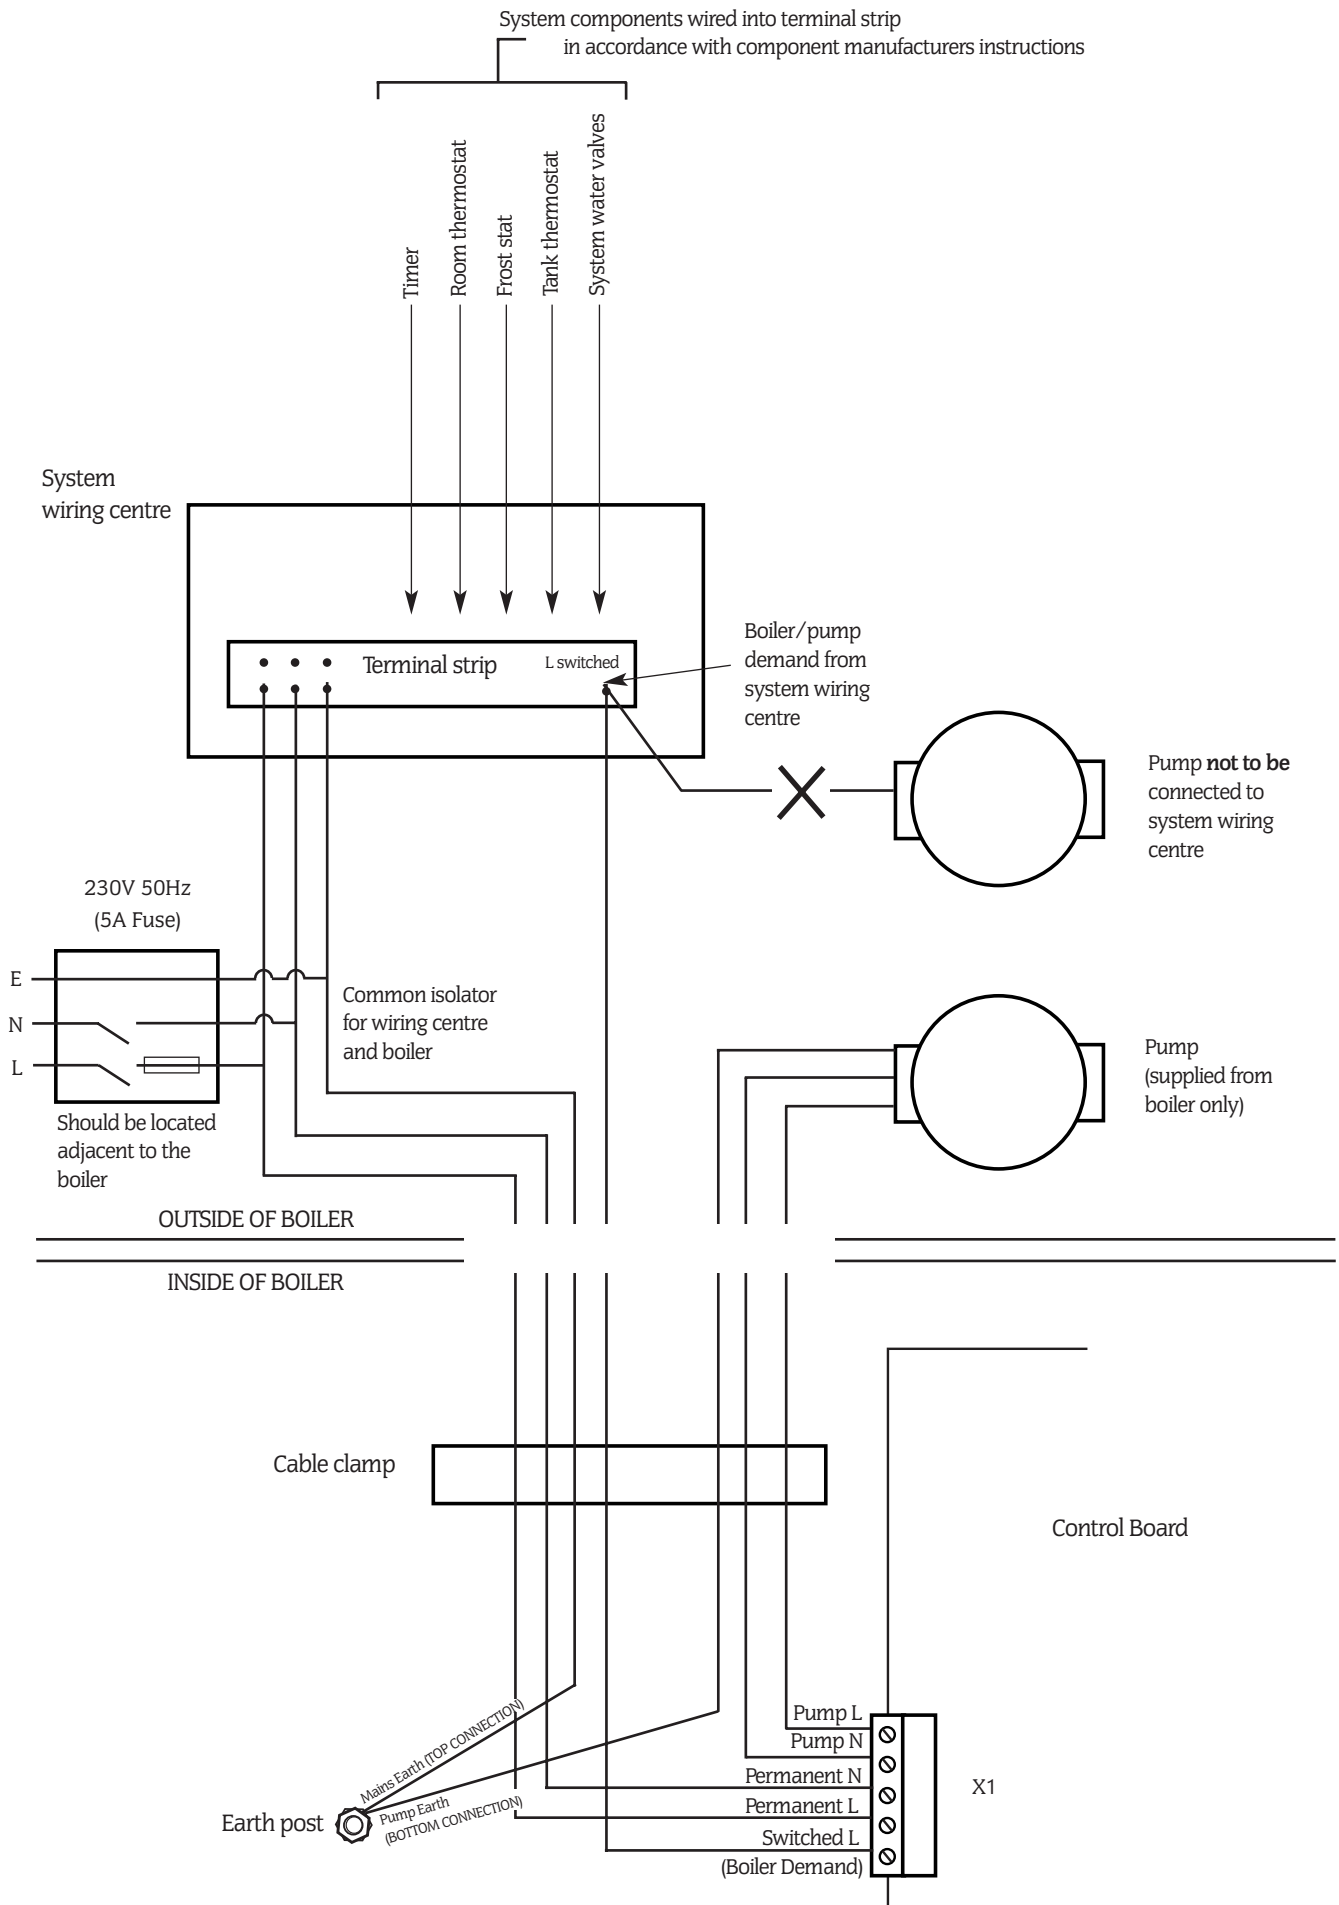 System components wired into terminal strip
in accordance with component manufacturers instructions
Timer
Room thermostat
Frost stat
Tank thermostat
System water valves
System
wiring centre
Terminal strip
L switched
Boiler/pump
demand from
system wiring
centre
Pump not to be
connected to
system wiring
centre
230V 50Hz
(5A Fuse)
E
N
L
Common isolator
for wiring centre
and boiler
Should be located
adjacent to the
boiler
Pump
(supplied from
boiler only)
OUTSIDE OF BOILER
INSIDE OF BOILER
Cable clamp
Control Board
Mains Earth (TOP CONNECTION)
Earth post
Pump Earth
(BOTTOM CONNECTION)
Pump L
Pump N
Permanent N
Permanent L
Switched L
(Boiler Demand)
X1